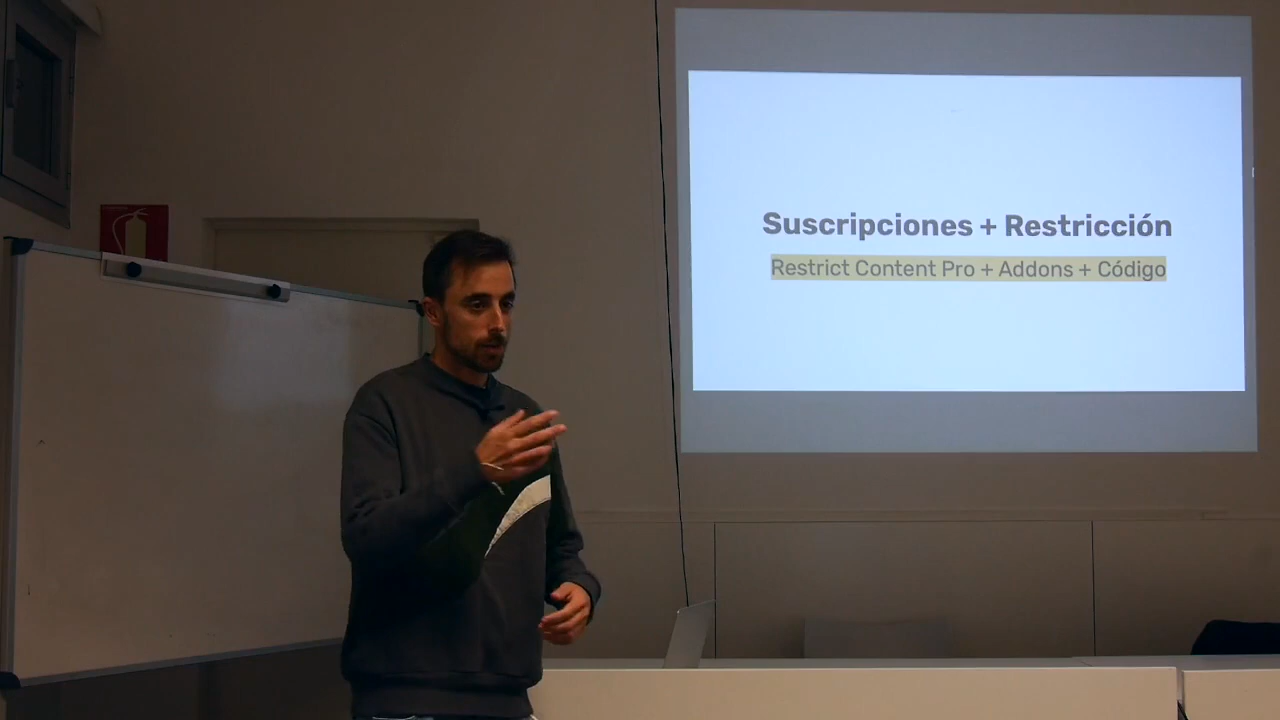 Suscripciones + Restricción
Restrict Content Pro + Addons + Código